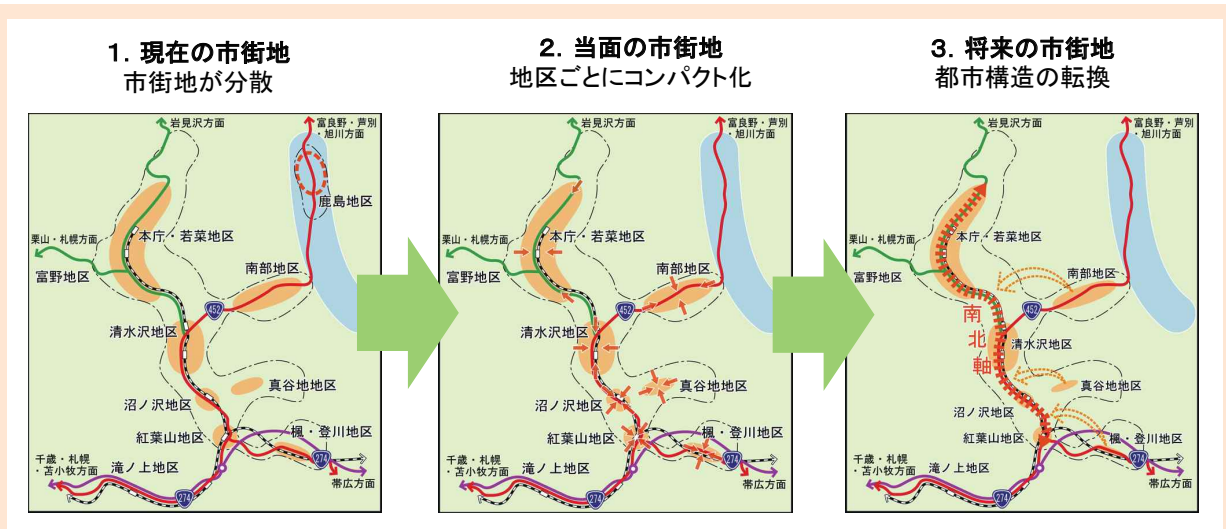 1. 現在の市街地
市街地が分散
岩見沢方面
富良野・芦別
・旭川方面
鹿島地区
本庁・若菜地区
栗山・札幌方面
富野地区
南部地区
452
清水沢地区
真谷地地区
沼ノ沢地区
紅葉山地区
楓・登川地区
千歳・札幌
・苫小牧方面
滝ノ上地区
274
274
帯広方面
2. 当面の市街地
地区ごとにコンパクト化
岩見沢方面
富良野・芦別
・旭川方面
本庁・若菜地区
栗山・札幌方面
富野地区
南部地区
452
清水沢地区
真谷地地区
沼ノ沢地区
紅葉山地区
楓・登川地区
千歳・札幌
・苫小牧方面
滝ノ上地区
274
274
帯広方面
3. 将来の市街地
都市構造の転換
岩見沢方面
富良野・芦別
・旭川方面
本庁・若菜地区
栗山・札幌方面
富野地区
南部地区
452
南北軸
清水沢地区
真谷地地区
沼ノ沢地区
紅葉山地区
楓・登川地区
千歳・札幌
・苫小牧方面
滝ノ上地区
274
274
帯広方面